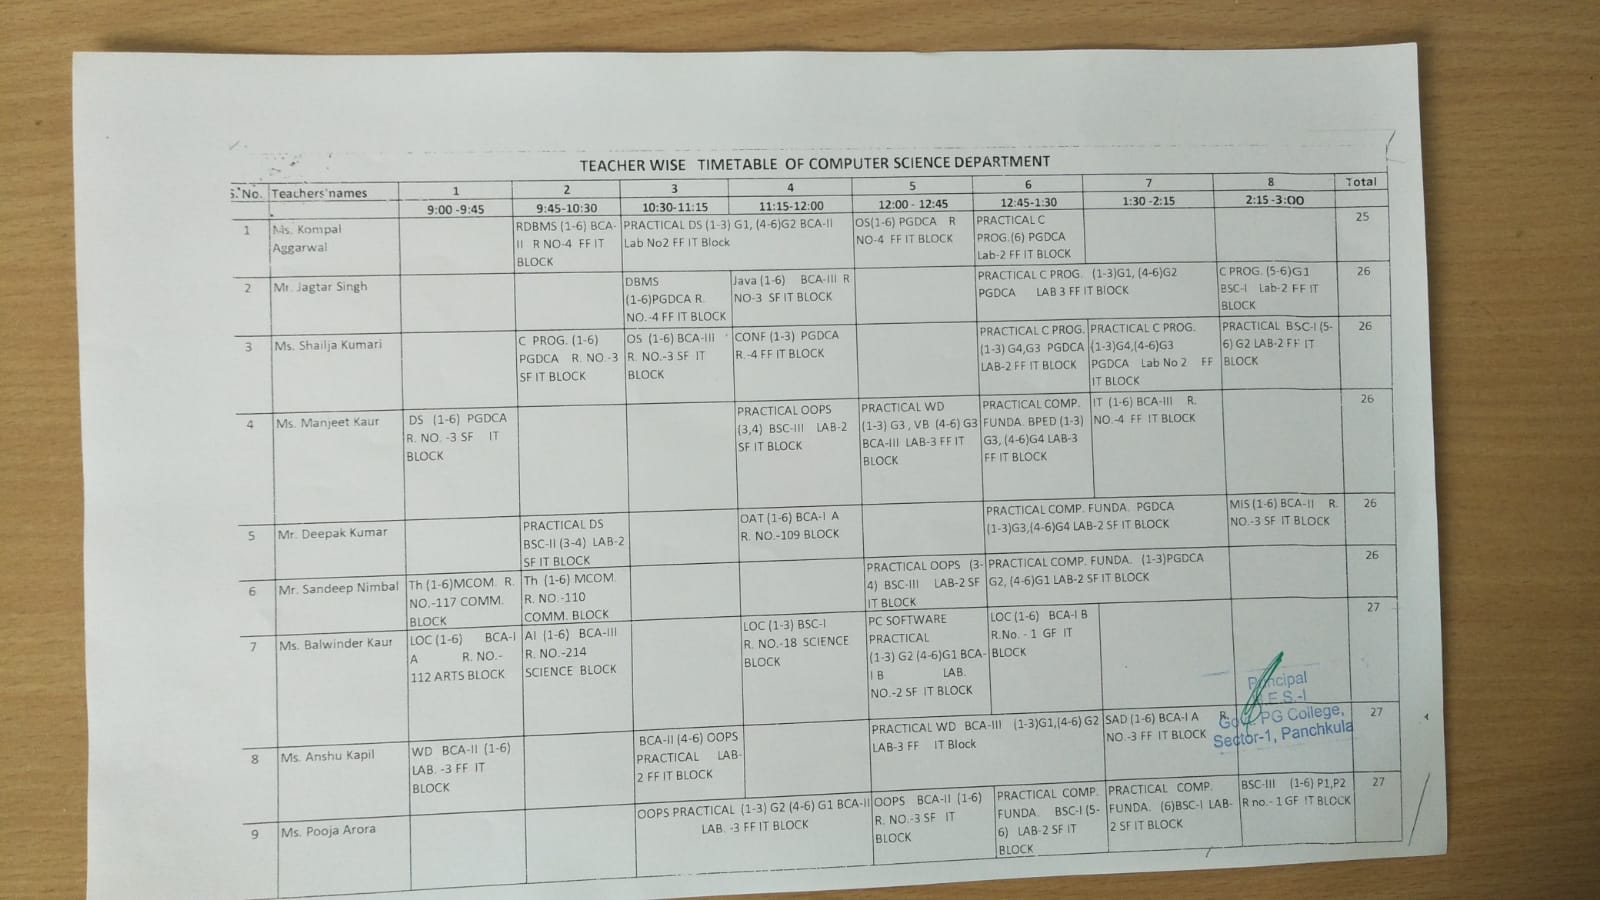 TEACHER WISE TIMETABLE OF COMPUTER SCIENCE DEPARTMENT
S. No. Teachers' names 1 2 3 4 5 6 7 8 Total
9:00 -9:45 9:45-10:30 10:30-11:15 11:15-12:00 12:00 - 12:45 12:45-1:30 1:30 -2:15 2:15 -3:00
1
Ms. Kompal
Aggarwal
RDBMS (1-6) BCA-
II R NO-4 FF IT
BLOCK
PRACTICAL DS (1-3) G1, (4-6)G2 BCA-II
Lab No2 FF IT Block
OS(1-6) PGDCA R
NO-4 FF IT BLOCK
PRACTICAL C
PROG.(6) PGDCA
Lab-2 FF IT BLOCK
25
2
Mr. Jagtar Singh
DBMS
(1-6)PGDCA R.
NO.-4 FF IT BLOCK
Java (1-6) BCA-III R
NO-3 SF IT BLOCK
PRACTICAL C PROG. (1-3)G1, (4-6)G2
PGDCA LAB 3 FF IT BlOCK
C PROG. (5-6)G1
BSC-I Lab-2 FF IT
BLOCK
26
3
Ms. Shailja Kumari
C PROG. (1-6)
PGDCA R. NO.-3
SF IT BLOCK
OS (1-6) BCA-III
R. NO.-3 SF IT
BLOCK
CONF (1-3) PGDCA
R.-4 FF IT BLOCK
PRACTICAL C PROG.
(1-3) G4,G3 PGDCA
LAB-2 FF IT BLOCK
PRACTICAL C PROG.
(1-3)G4,(4-6)G3
PGDCA Lab No 2 FF
IT BLOCK
PRACTICAL BSC-I (5-
6) G2 LAB-2 FF IT
BLOCK
26
4
Ms. Manjeet Kaur
DS (1-6) PGDCA
R. NO. -3 SF IT
BLOCK
PRACTICAL OOPS
(3,4) BSC-III LAB-2
SF IT BLOCK
PRACTICAL WD
(1-3) G3 , VB (4-6) G3
BCA-III LAB-3 FF IT
BLOCK
PRACTICAL COMP.
FUNDA. BPED (1-3)
G3, (4-6)G4 LAB-3
FF IT BLOCK
IT (1-6) BCA-III R.
NO.-4 FF IT BLOCK
26
5
Mr. Deepak Kumar
PRACTICAL DS
BSC-II (3-4) LAB-2
SF IT BLOCK
OAT (1-6) BCA-I A
R. NO.-109 BLOCK
PRACTICAL COMP. FUNDA. PGDCA
(1-3)G3,(4-6)G4 LAB-2 SF IT BLOCK
MIS (1-6) BCA-II R.
NO.-3 SF IT BLOCK
26
6
Mr. Sandeep Nimbal
Th (1-6)MCOM. R.
NO.-117 COMM.
BLOCK
Th (1-6) MCOM.
R. NO.-110
COMM. BLOCK
PRACTICAL OOPS (3-
4) BSC-III LAB-2 SF
IT BLOCK
PRACTICAL COMP. FUNDA. (1-3)PGDCA
G2, (4-6)G1 LAB-2 SF IT BLOCK
26
7
Ms. Balwinder Kaur
LOC (1-6) BCA-I
A R. NO.-
112 ARTS BLOCK
AI (1-6) BCA-III
R. NO.-214
SCIENCE BLOCK
LOC (1-3) BSC-I
R. NO.-18 SCIENCE
BLOCK
PC SOFTWARE
PRACTICAL
(1-3) G2 (4-6)G1 BCA-
I B LAB.
NO.-2 SF IT BLOCK
LOC (1-6) BCA-I B
R.No. - 1 GF IT
BLOCK
27
8
Ms. Anshu Kapil
WD BCA-II (1-6)
LAB. -3 FF IT
BLOCK
BCA-II (4-6) OOPS
PRACTICAL LAB-
2 FF IT BLOCK
PRACTICAL WD BCA-III (1-3)G1,(4-6) G2
LAB-3 FF IT Block
SAD (1-6) BCA-I A R.
NO.-3 FF IT BLOCK
27
Principal
H.E.S.-I
Govt. PG College,
Sector-1, Panchkula
9
Ms. Pooja Arora
OOPS PRACTICAL (1-3) G2 (4-6) G1 BCA-II
LAB. -3 FF IT BLOCK
OOPS BCA-II (1-6)
R. NO.-3 SF IT
BLOCK
PRACTICAL COMP.
FUNDA. BSC-I (5-
6) LAB-2 SF IT
BLOCK
PRACTICAL COMP.
FUNDA. (6)BSC-I LAB-
2 SF IT BLOCK
BSC-III (1-6) P1,P2
R no.- 1 GF IT BLOCK
27